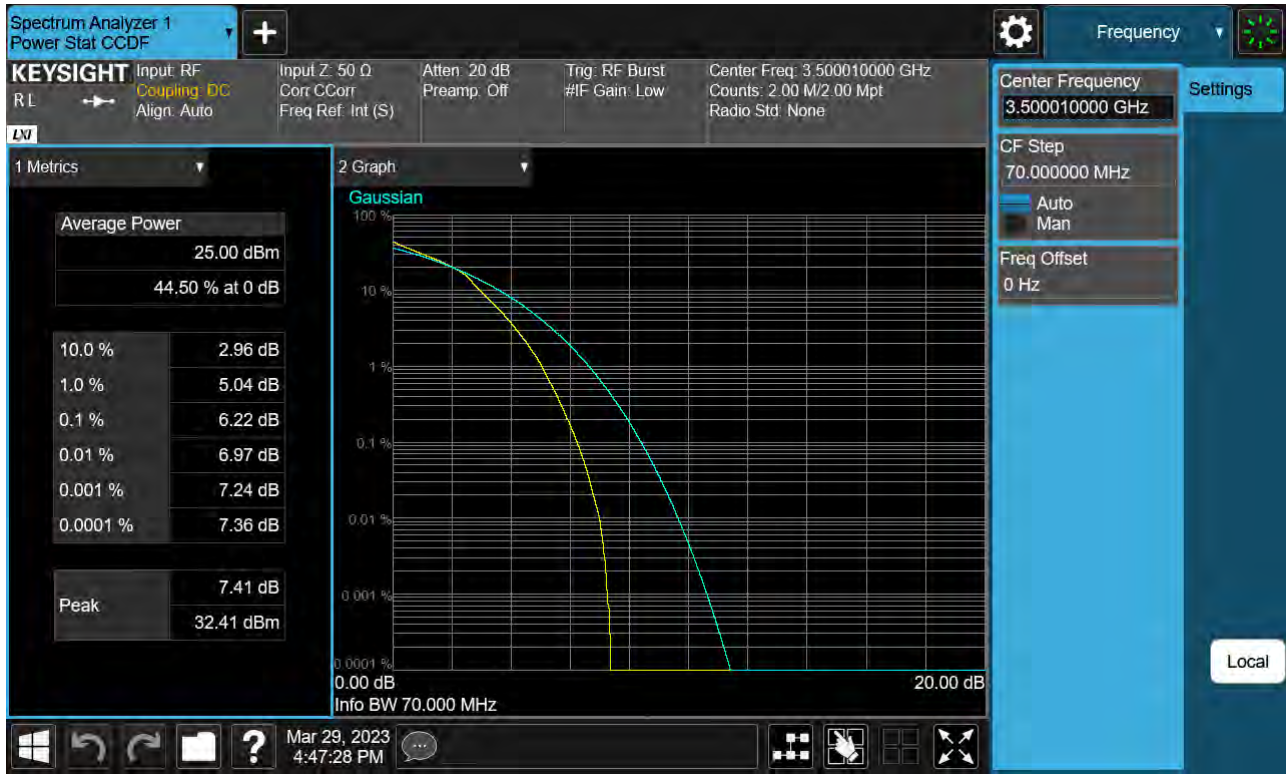 Spectrum Analyzer 1
Power Stat CCDF
Frequency
KEYSIGHT
RL
LXI
Input: RF
Coupling: DC
Align: Auto
Input Z: 50 Ω
Corr CCorr
Freq Ref: Int (S)
Atten: 20 dB
Preamp: Off
Trig: RF Burst
#IF Gain: Low
Center Freq: 3.500010000 GHz
Counts: 2.00 M/2.00 Mpt
Radio Std: None
Center Frequency
3.500010000 GHz
Settings
CF Step
70.000000 MHz
Auto
Man
Freq Offset
0 Hz
Local
1 Metrics
Average Power
25.00 dBm
44.50 % at 0 dB
10.0 % 2.96 dB
1.0 % 5.04 dB
0.1 % 6.22 dB
0.01 % 6.97 dB
0.001 % 7.24 dB
0.0001 % 7.36 dB
Peak
7.41 dB
32.41 dBm
2 Graph
Gaussian
100 %
10 %
1 %
0.1 %
0.01 %
0.001 %
0.0001 %
0.00 dB 20.00 dB
Info BW 70.000 MHz
?
Mar 29, 2023
4:47:28 PM